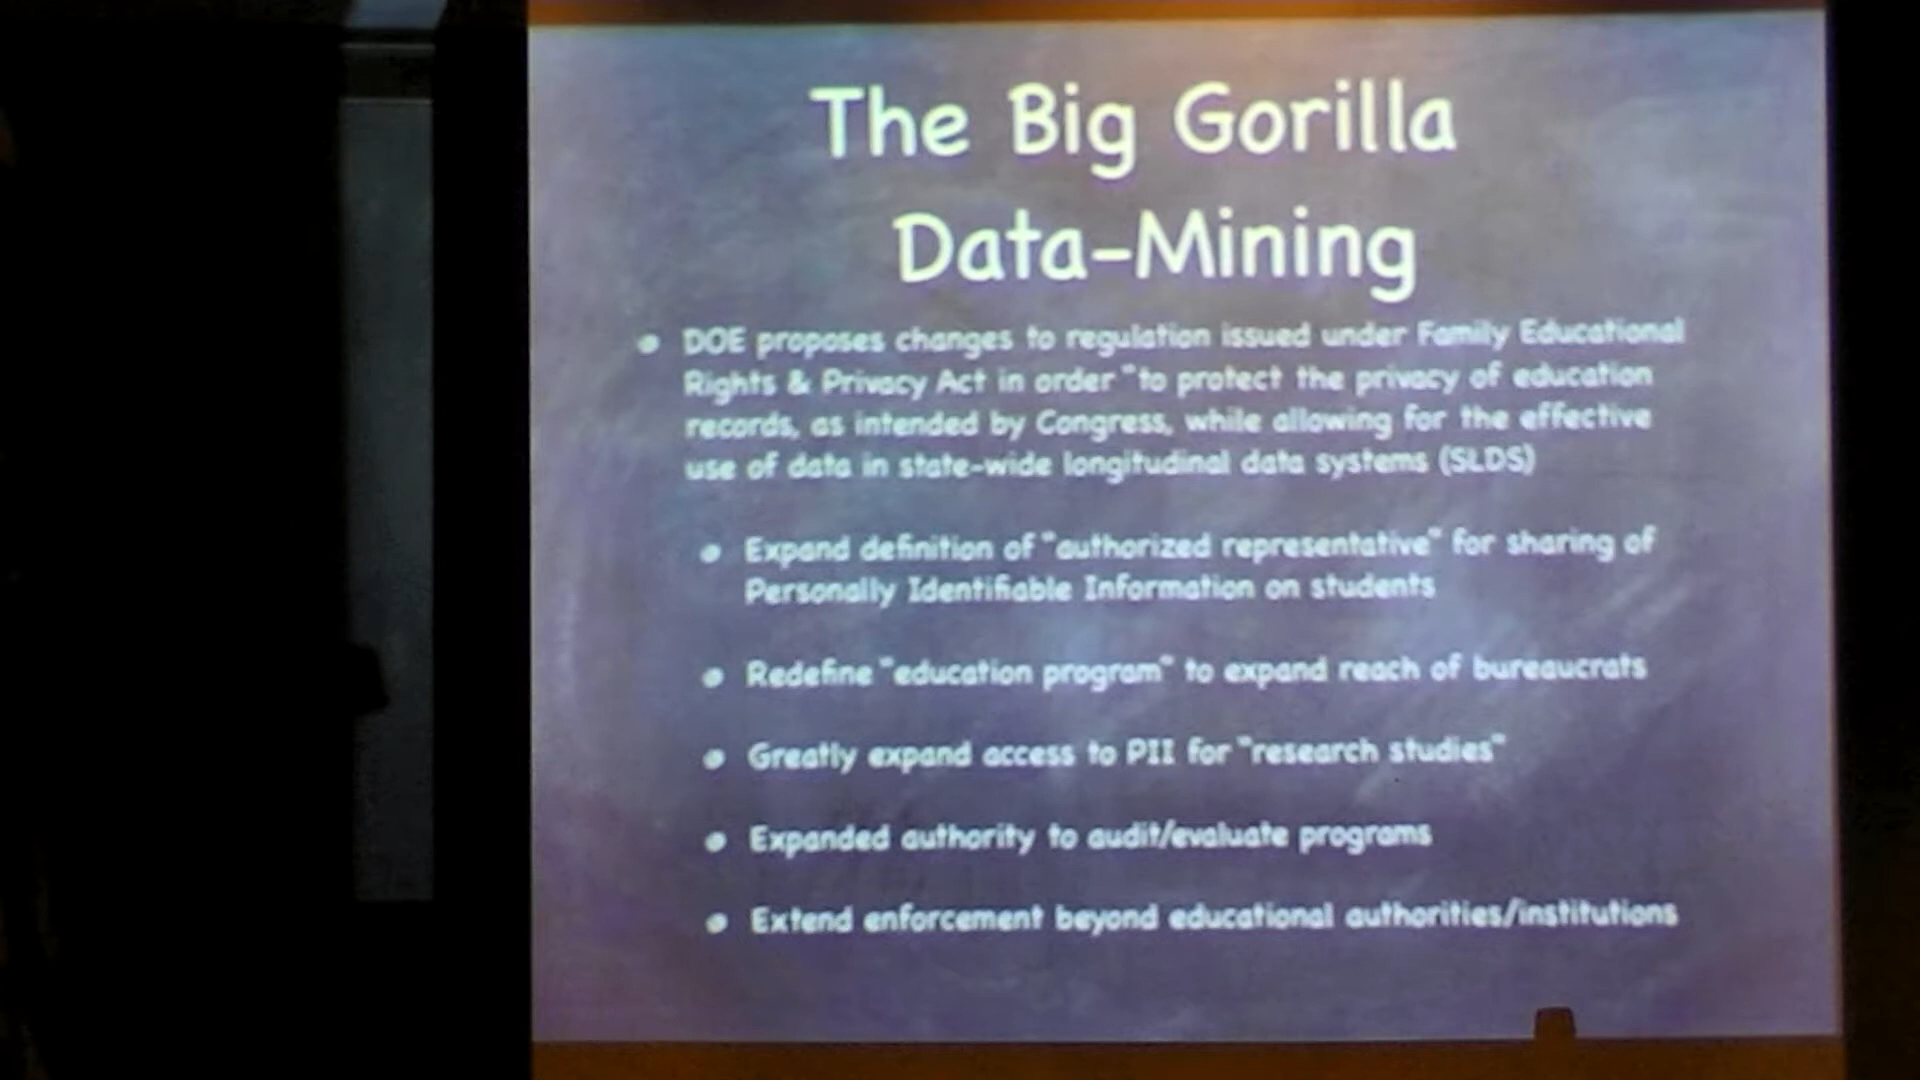 The Big Gorilla
Data-Mining
• DOE proposes changes to regulation issued under Family Educational
Rights & Privacy Act in order "to protect the privacy of education
records, as intended by Congress, while allowing for the effective
use of data in state-wide longitudinal data systems (SLDS)
• Expand definition of "authorized representative" for sharing of
Personally Identifiable Information on students
• Redefine "education program" to expand reach of bureaucrats
• Greatly expand access to PII for "research studies"
• Expanded authority to audit/evaluate programs
• Extend enforcement beyond educational authorities/institutions